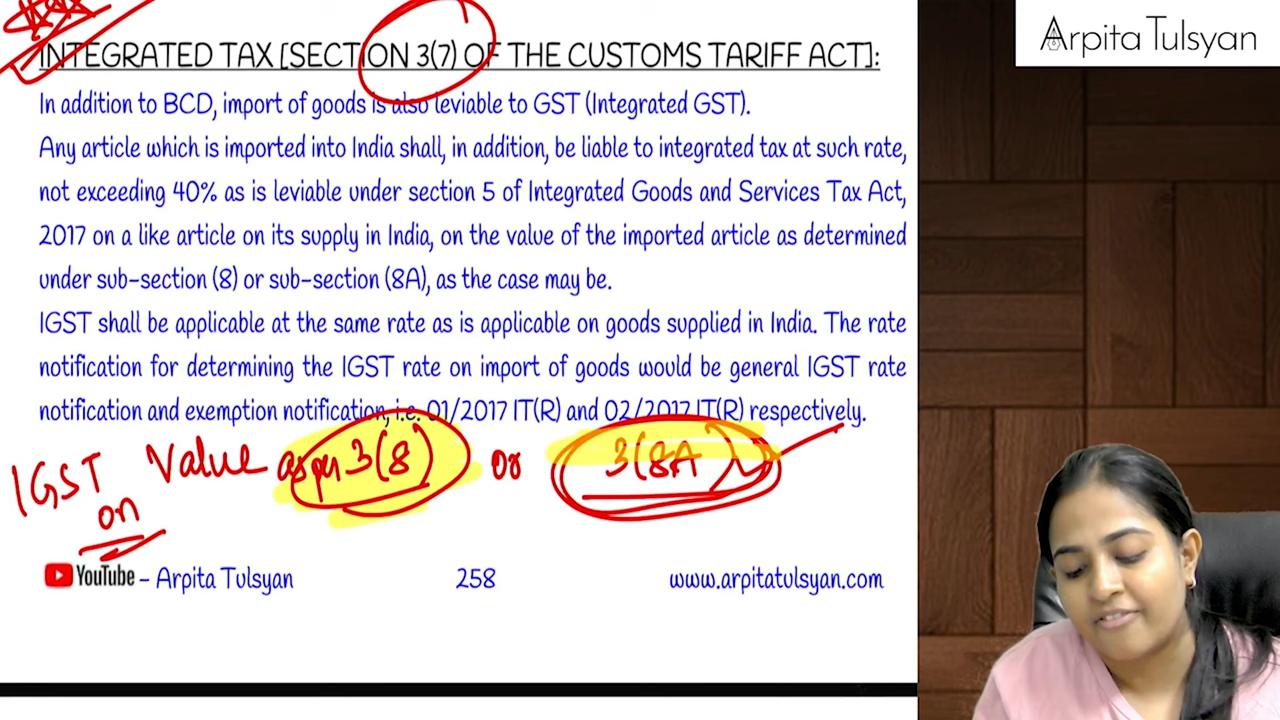 Arpita Tulsyan
INTEGRATED TAX [SECTION 3(7) OF THE CUSTOMS TARIFF ACT]:
In addition to BCD, import of goods is also leviable to GST (Integrated GST).
Any article which is imported into India shall, in addition, be liable to integrated tax at such rate,
not exceeding 40% as is leviable under section 5 of Integrated Goods and Services Tax Act,
2017 on a like article on its supply in India, on the value of the imported article as determined
under sub-section (8) or sub-section (8A), as the case may be.
IGST shall be applicable at the same rate as is applicable on goods supplied in India. The rate
notification for determining the IGST rate on import of goods would be general IGST rate
notification and exemption notification, i.e. 01/2017 IT(R) and 02/2017 IT(R) respectively.
IGST Value as per 3(8) or 3(8A)
on
YouTube - Arpita Tulsyan 258 www.arpitatulsyan.com